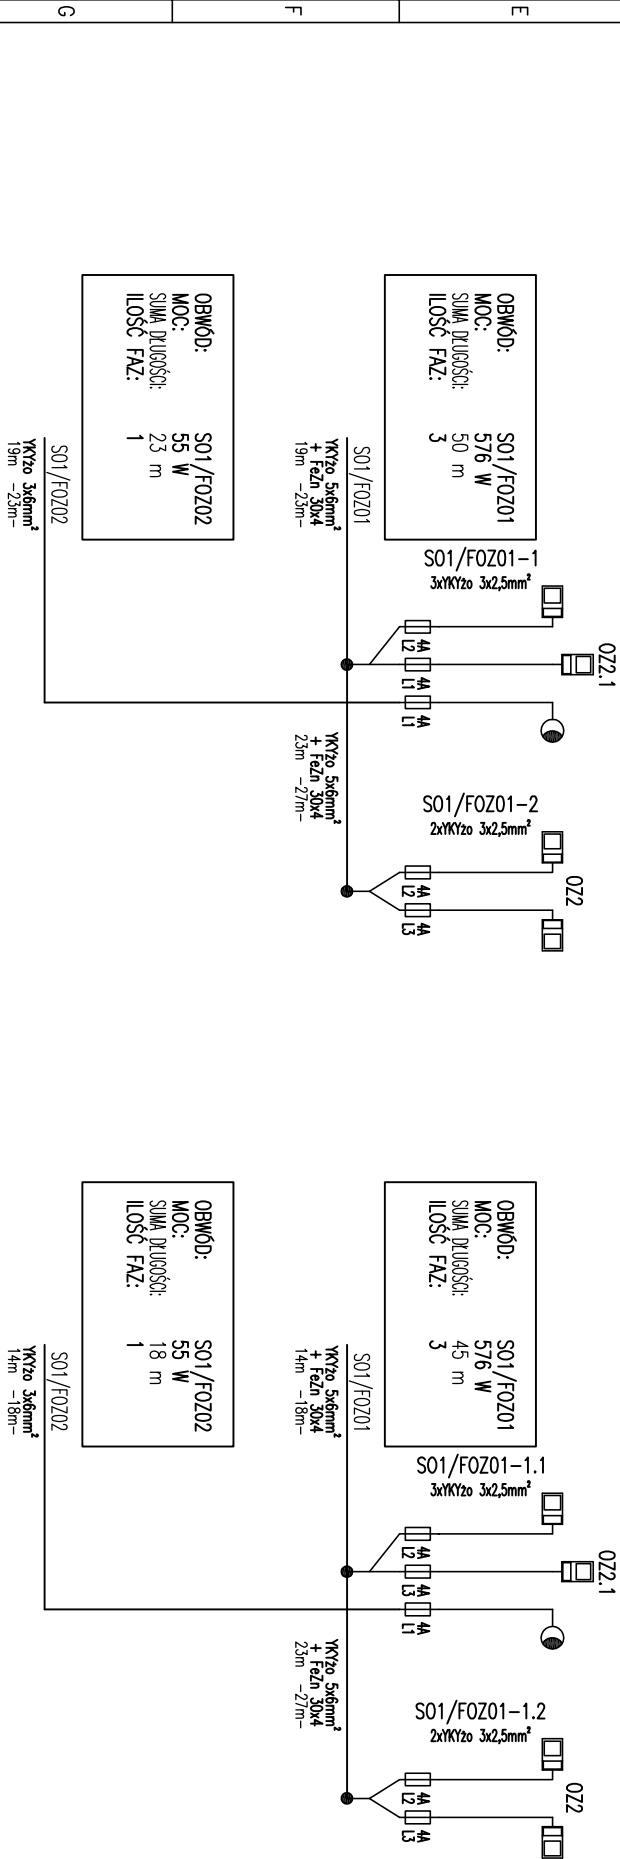 E
F
G
OBWÓD: S01/FOZ01
MOC: 576 W
SUMA DŁUGOŚCI: 50 m
ILOŚĆ FAZ: 3
S01/FOZ01-1
3xYKYżo 3x2,5mm²
OZ2.1
4A
L2
4A
L1
4A
L1
S01/FOZ01
YKYżo 5x6mm²
+ FeZn 30x4
19m -23m-
YKYżo 5x6mm²
+ FeZn 30x4
23m -27m-
S01/FOZ01-2
2xYKYżo 3x2,5mm²
OZ2
4A
L2
4A
L3
OBWÓD: S01/FOZ02
MOC: 55 W
SUMA DŁUGOŚCI: 23 m
ILOŚĆ FAZ: 1
S01/FOZ02
YKYżo 3x6mm²
19m -23m-
OBWÓD: S01/FOZ01
MOC: 576 W
SUMA DŁUGOŚCI: 45 m
ILOŚĆ FAZ: 3
S01/FOZ01-1.1
3xYKYżo 3x2,5mm²
OZ2.1
4A
L2
4A
L3
4A
L1
S01/FOZ01
YKYżo 5x6mm²
+ FeZn 30x4
14m -18m-
YKYżo 5x6mm²
+ FeZn 30x4
23m -27m-
S01/FOZ01-1.2
2xYKYżo 3x2,5mm²
OZ2
4A
L2
4A
L3
OBWÓD: S01/FOZ02
MOC: 55 W
SUMA DŁUGOŚCI: 18 m
ILOŚĆ FAZ: 1
S01/FOZ02
YKYżo 3x6mm²
14m -18m-